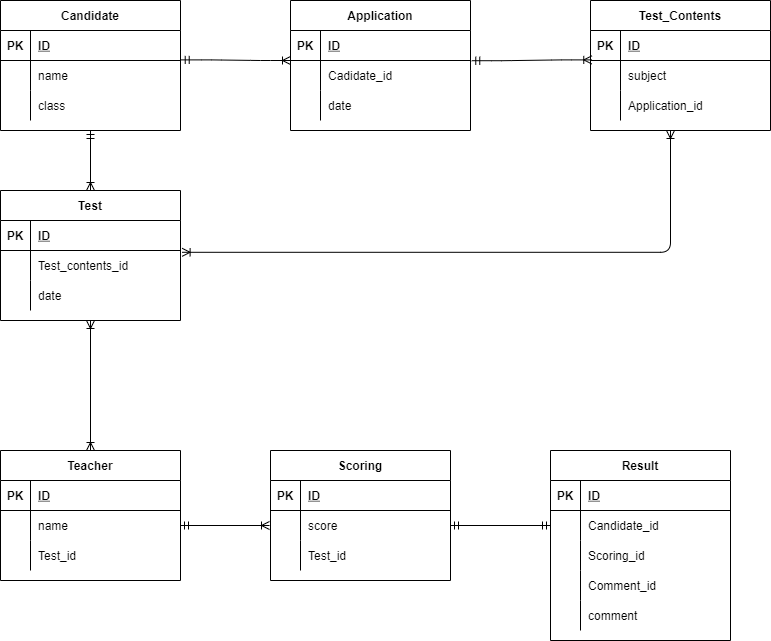 Candidate
PK ID
name
class
Application
PK ID
Cadidate_id
date
Test_Contents
PK ID
subject
Application_id
Test
PK ID
Test_contents_id
date
Teacher
PK ID
name
Test_id
Scoring
PK ID
score
Test_id
Result
PK ID
Candidate_id
Scoring_id
Comment_id
comment